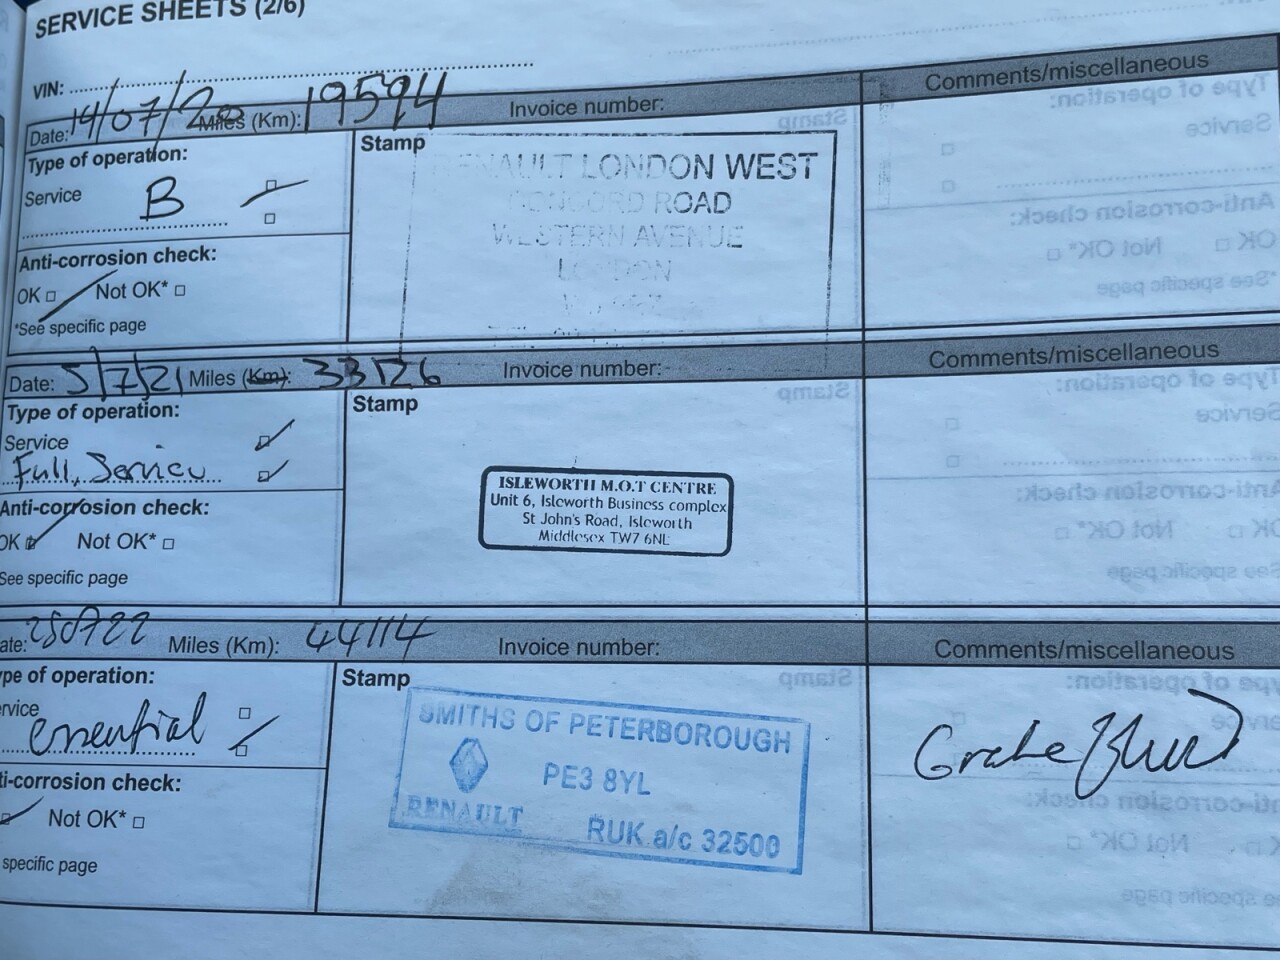 SERVICE SHEETS (2/6)
VIN:
Date: 14/07/20 Miles (Km): 19594 Invoice number: Comments/miscellaneous
Type of operation:
Stamp
Service B
RENAULT LONDON WEST
CONCORD ROAD
WESTERN AVENUE
LONDON
Anti-corrosion check:
OK Not OK*
*See specific page
Date: 5/7/21 Miles (Km): 33126 Invoice number: Comments/miscellaneous
Type of operation:
Stamp
Service
Full Service
ISLEWORTH M.O.T CENTRE
Unit 6, Isleworth Business complex
St John's Road, Isleworth
Middlesex TW7 6NL
Anti-corrosion check:
OK Not OK*
See specific page
ate: 280722 Miles (Km): 44114 Invoice number: Comments/miscellaneous
pe of operation:
Stamp
rvice
essential
SMITHS OF PETERBOROUGH
PE3 8YL
RENAULT
RUK a/c 32500
ti-corrosion check:
Not OK*
specific page